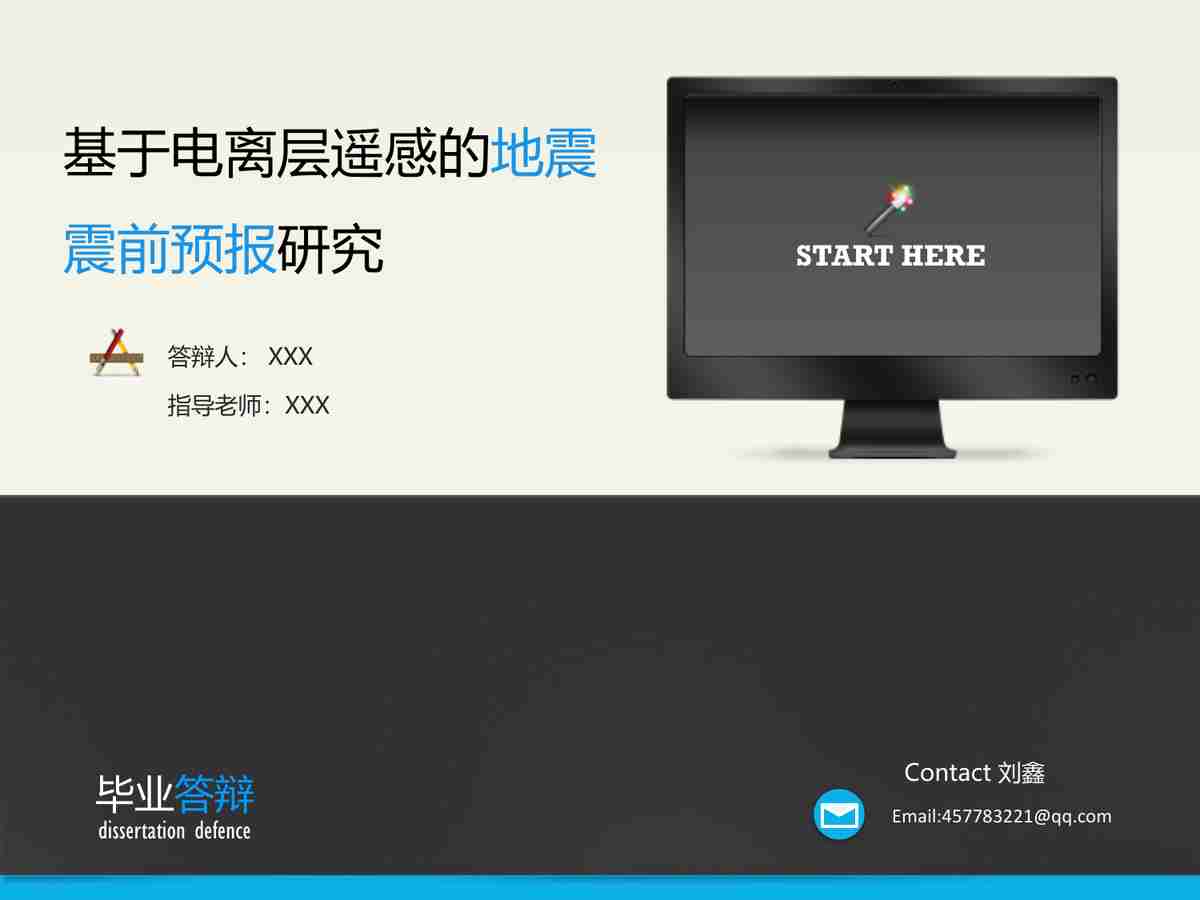 基于电离层遥感的地震
震前预报研究
START HERE
答辩人： XXX
指导老师：XXX
毕业答辩
dissertation defence
Contact 刘鑫
Email:457783221@qq.com